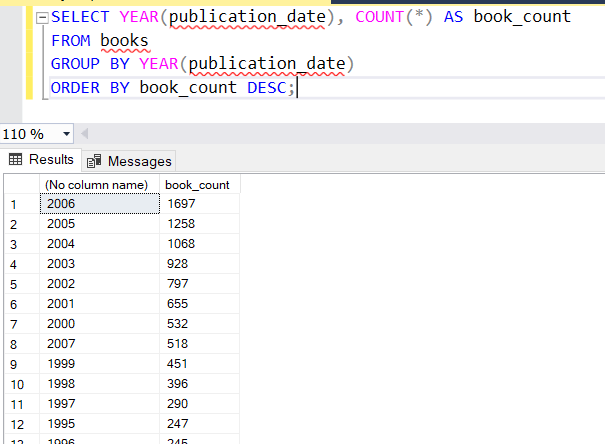 SELECT YEAR(publication_date), COUNT(*) AS book_count
FROM books
GROUP BY YEAR(publication_date)
ORDER BY book_count DESC;
110 %
Results Messages
(No column name) book_count
1 2006 1697
2 2005 1258
3 2004 1068
4 2003 928
5 2002 797
6 2001 655
7 2000 532
8 2007 518
9 1999 451
10 1998 396
11 1997 290
12 1995 247
13 1996 245